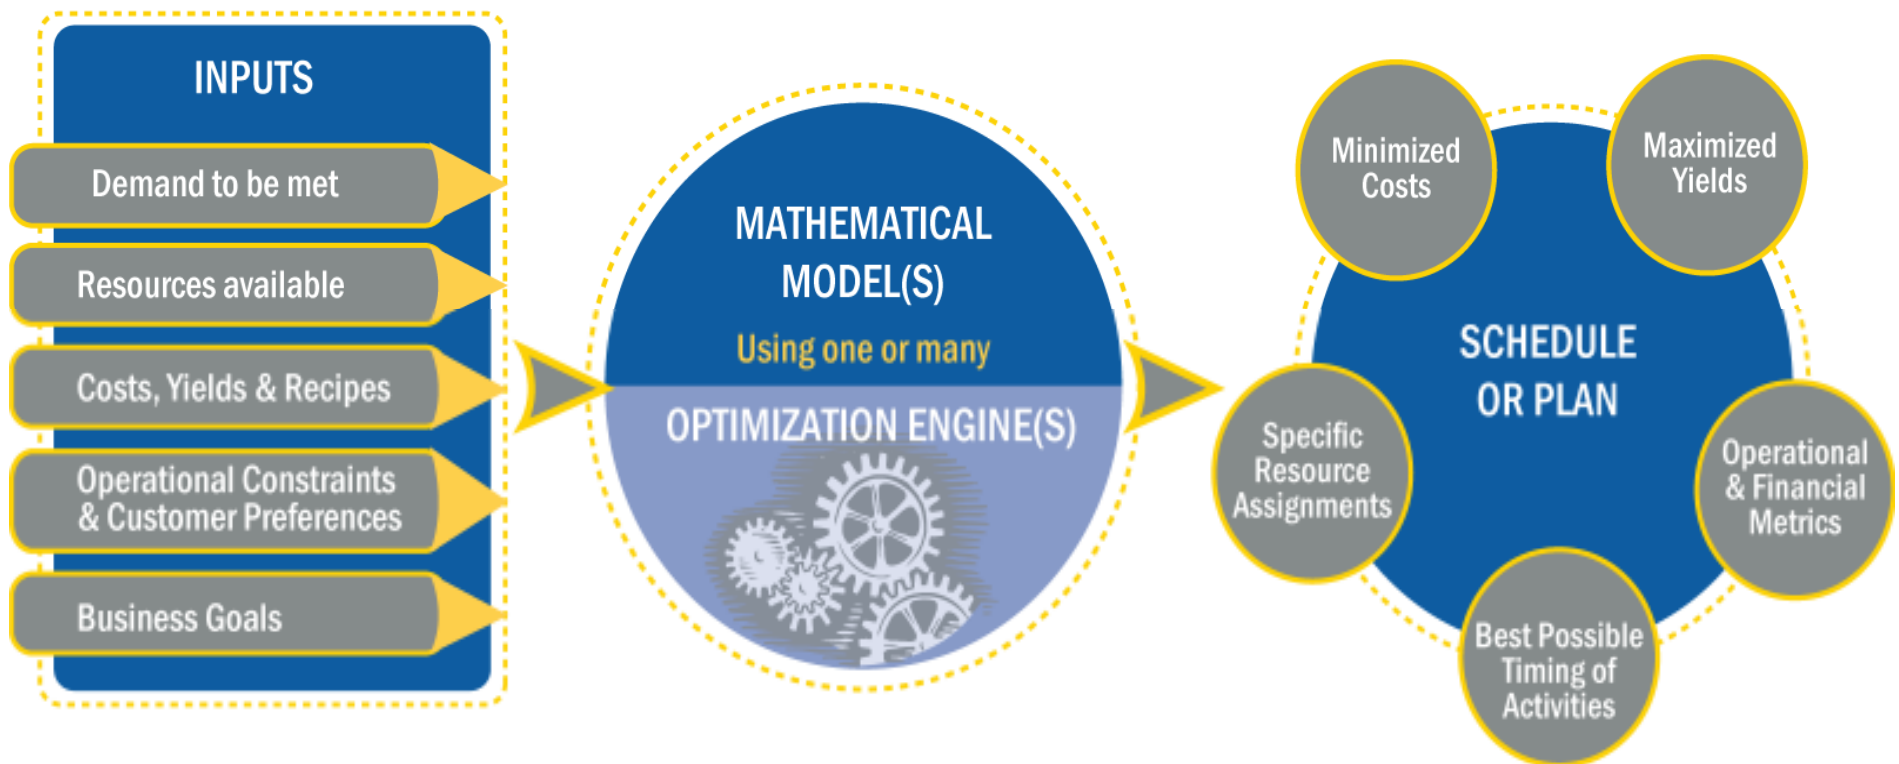 INPUTS
Demand to be met
Resources available
Costs, Yields & Recipes
Operational Constraints
& Customer Preferences
Business Goals
MATHEMATICAL
MODEL(S)
Using one or many
OPTIMIZATION ENGINE(S)
SCHEDULE
OR PLAN
Minimized
Costs
Maximized
Yields
Specific
Resource
Assignments
Operational
& Financial
Metrics
Best Possible
Timing of
Activities